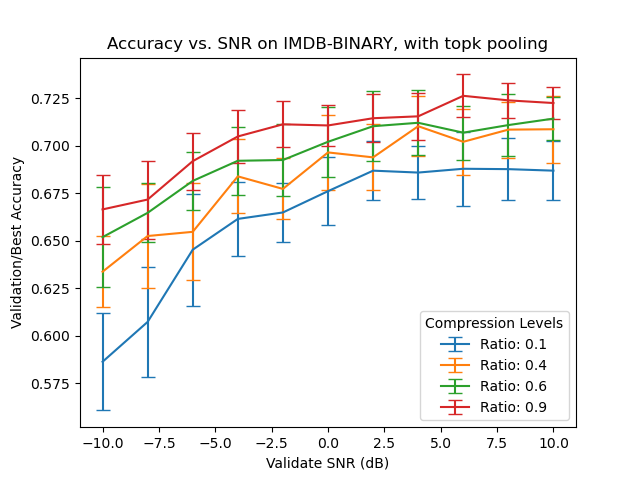 Accuracy vs. SNR on IMDB-BINARY, with topk pooling
Validation/Best Accuracy
0.725
0.700
0.675
0.650
0.625
0.600
0.575
Compression Levels
Ratio: 0.1
Ratio: 0.4
Ratio: 0.6
Ratio: 0.9
−10.0 −7.5 −5.0 −2.5 0.0 2.5 5.0 7.5 10.0
Validate SNR (dB)